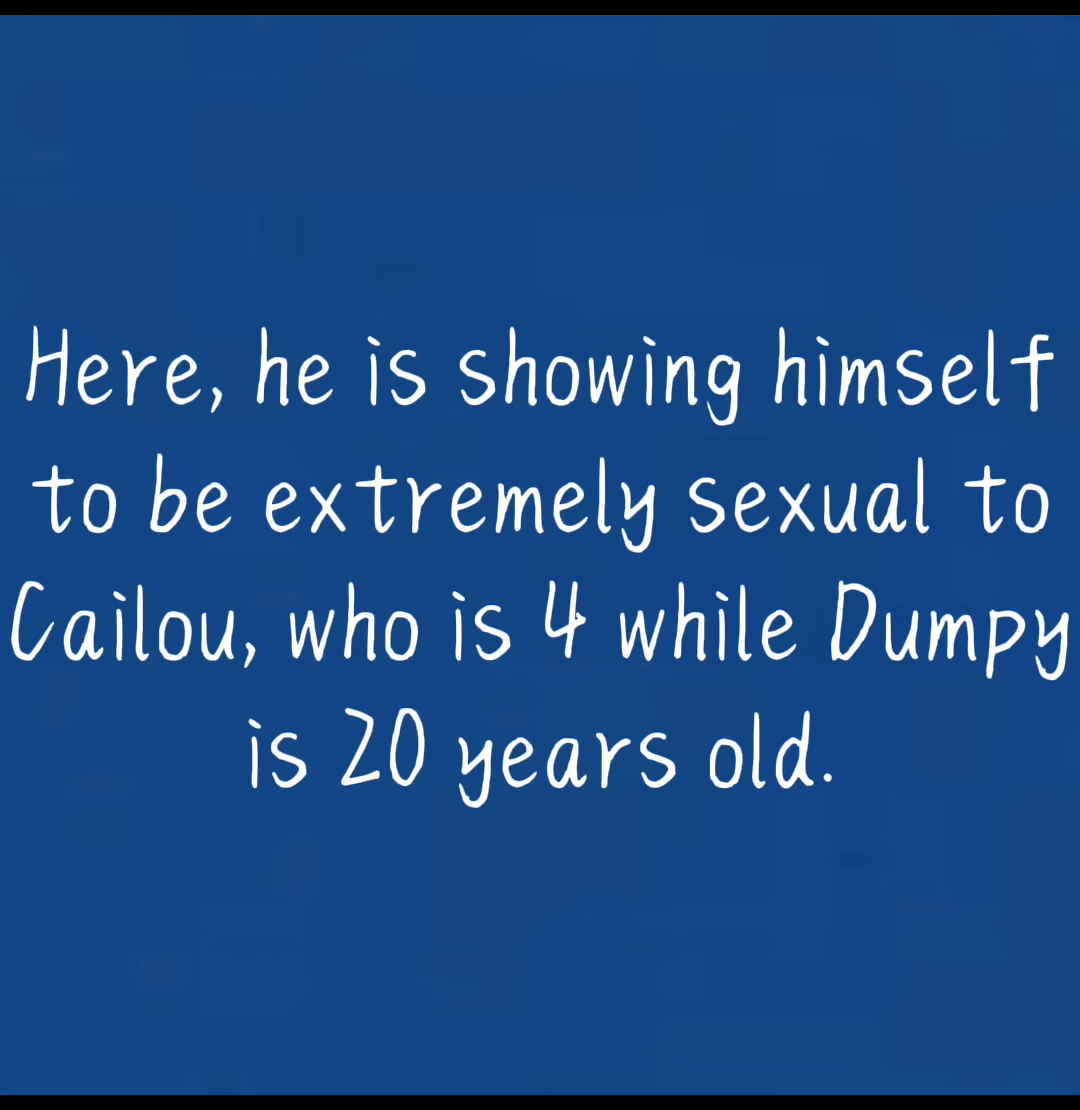 Here, he is showing himself
to be extremely sexual to
Cailou, who is 4 while Dumpy
is 20 years old.